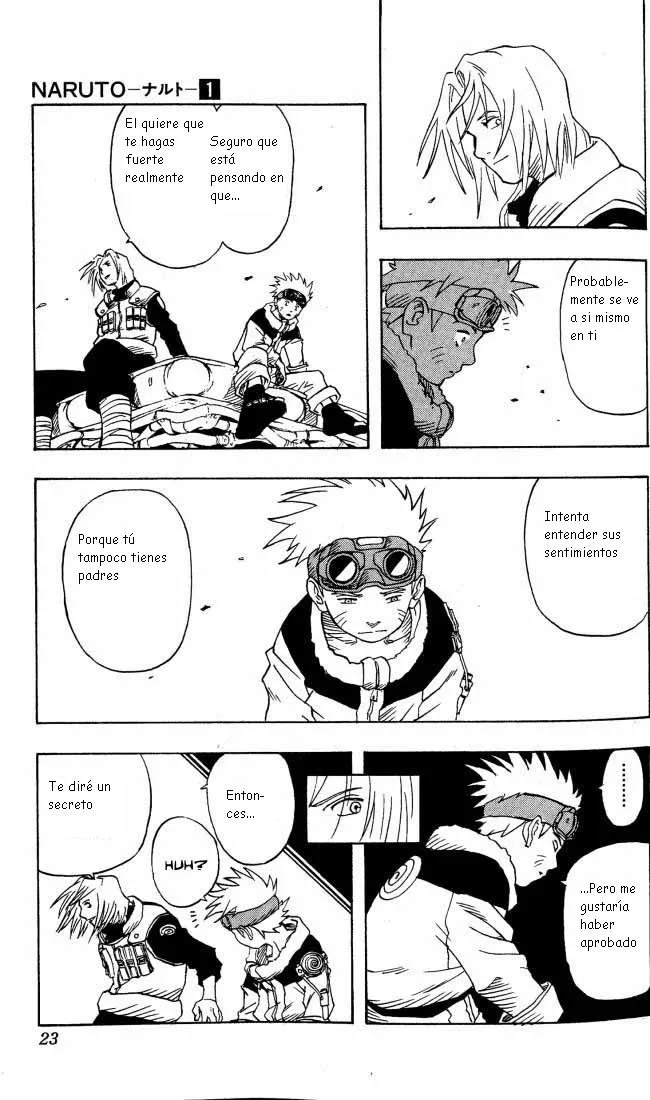 NARUTO—ナルト—1
Seguro que
está
pensando en
que...
El quiere que
te hagas
fuerte
realmente
Probable-
mente se ve
a si mismo
en ti
Intenta
entender sus
sentimientos
Porque tú
tampoco tienes
padres
........
...Pero me
gustaría
haber
aprobado
Enton-
ces...
HUH?
Te diré un
secreto
23